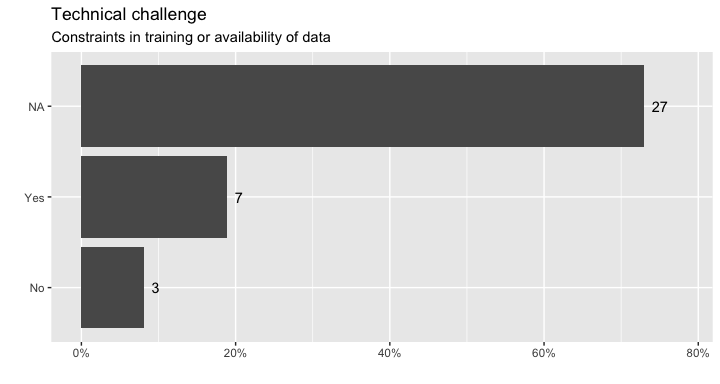 Technical challenge
Constraints in training or availability of data
NA
27
Yes
7
No
3
0%
20%
40%
60%
80%